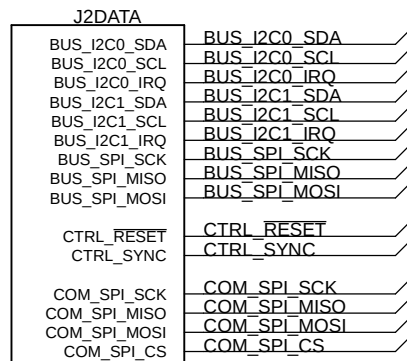 J2DATA
BUS_I2C0_SDA BUS_I2C0_SDA
BUS_I2C0_SCL BUS_I2C0_SCL
BUS_I2C0_IRQ BUS_I2C0_IRQ
BUS_I2C1_SDA BUS_I2C1_SDA
BUS_I2C1_SCL BUS_I2C1_SCL
BUS_I2C1_IRQ BUS_I2C1_IRQ
BUS_SPI_SCK BUS_SPI_SCK
BUS_SPI_MISO BUS_SPI_MISO
BUS_SPI_MOSI BUS_SPI_MOSI
CTRL_RESET CTRL_RESET
CTRL_SYNC CTRL_SYNC
COM_SPI_SCK COM_SPI_SCK
COM_SPI_MISO COM_SPI_MISO
COM_SPI_MOSI COM_SPI_MOSI
COM_SPI_CS COM_SPI_CS